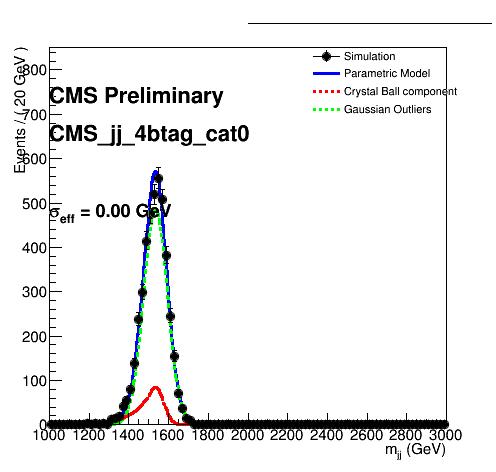 Simulation
Parametric Model
Crystal Ball component
Gaussian Outliers
CMS Preliminary
CMS_jj_4btag_cat0
σeff = 0.00 GeV
Events / ( 20 GeV )
800
700
600
500
400
300
200
100
0
1000 1200 1400 1600 1800 2000 2200 2400 2600 2800 3000
mjj (GeV)